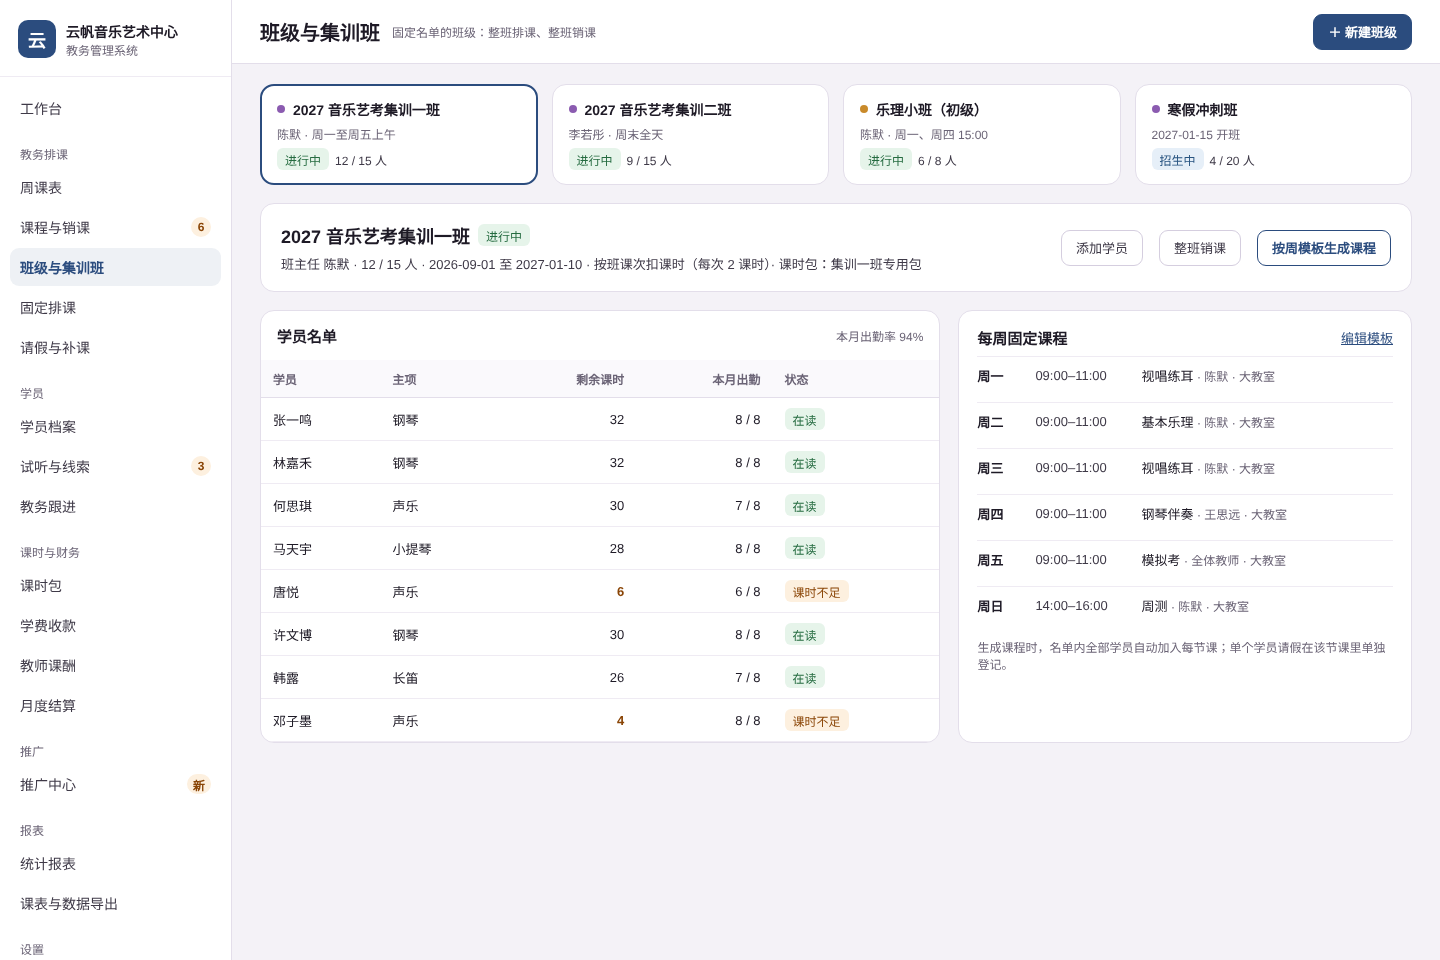 云
云帆音乐艺术中心
教务管理系统
工作台
教务排课
周课表
课程与销课 6
班级与集训班
固定排课
请假与补课
学员
学员档案
试听与线索 3
教务跟进
课时与财务
课时包
学费收款
教师课酬
月度结算
推广
推广中心 新
报表
统计报表
课表与数据导出
设置
班级与集训班 固定名单的班级：整班排课、整班销课
＋ 新建班级
2027 音乐艺考集训一班
陈默 · 周一至周五上午
进行中 12 / 15 人
2027 音乐艺考集训二班
李若彤 · 周末全天
进行中 9 / 15 人
乐理小班（初级）
陈默 · 周一、周四 15:00
进行中 6 / 8 人
寒假冲刺班
2027-01-15 开班
招生中 4 / 20 人
2027 音乐艺考集训一班 进行中
班主任 陈默 · 12 / 15 人 · 2026-09-01 至 2027-01-10 · 按班课次扣课时（每次 2 课时）· 课时包：集训一班专用包
添加学员 整班销课 按周模板生成课程
学员名单 本月出勤率 94%
学员 主项 剩余课时 本月出勤 状态
张一鸣 钢琴 32 8 / 8 在读
林嘉禾 钢琴 32 8 / 8 在读
何思琪 声乐 30 7 / 8 在读
马天宇 小提琴 28 8 / 8 在读
唐悦 声乐 6 6 / 8 课时不足
许文博 钢琴 30 8 / 8 在读
韩露 长笛 26 7 / 8 在读
邓子墨 声乐 4 8 / 8 课时不足
每周固定课程 编辑模板
周一 09:00–11:00 视唱练耳 · 陈默 · 大教室
周二 09:00–11:00 基本乐理 · 陈默 · 大教室
周三 09:00–11:00 视唱练耳 · 陈默 · 大教室
周四 09:00–11:00 钢琴伴奏 · 王思远 · 大教室
周五 09:00–11:00 模拟考 · 全体教师 · 大教室
周日 14:00–16:00 周测 · 陈默 · 大教室
生成课程时，名单内全部学员自动加入每节课；单个学员请假在该节课里单独
登记。